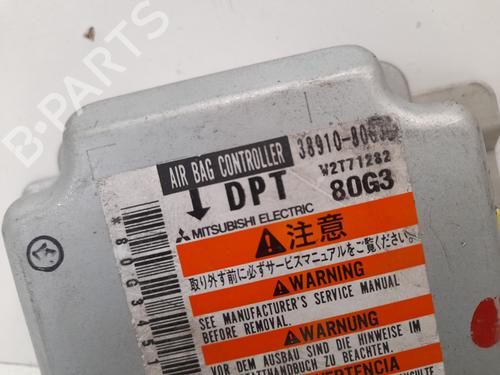 B-PARTS
AIR BAG CONTROLLER
DPT
W2T71282
80G3
MITSUBISHI ELECTRIC
注意
取り外す前に必ずサービスマニュアルをご覧ください。
WARNING
SEE MANUFACTURER'S SERVICE MANUAL
BEFORE REMOVAL.
WARNUNG
VOR DEM AUSBAU SIND DIE HINWEISE IM
ZU BEACHTEN.